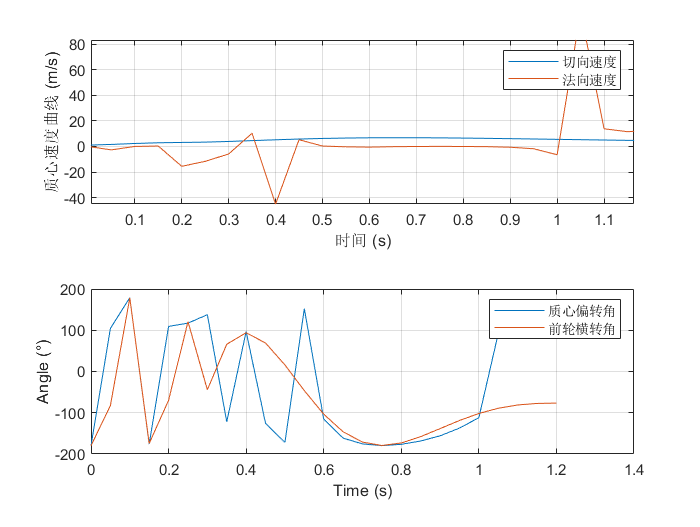 80
60
40
20
0
-20
-40
质心速度曲线 (m/s)
切向速度
法向速度
0.1 0.2 0.3 0.4 0.5 0.6 0.7 0.8 0.9 1 1.1
时间 (s)
200
100
0
-100
-200
Angle (°)
质心偏转角
前轮横转角
0 0.2 0.4 0.6 0.8 1 1.2 1.4
Time (s)